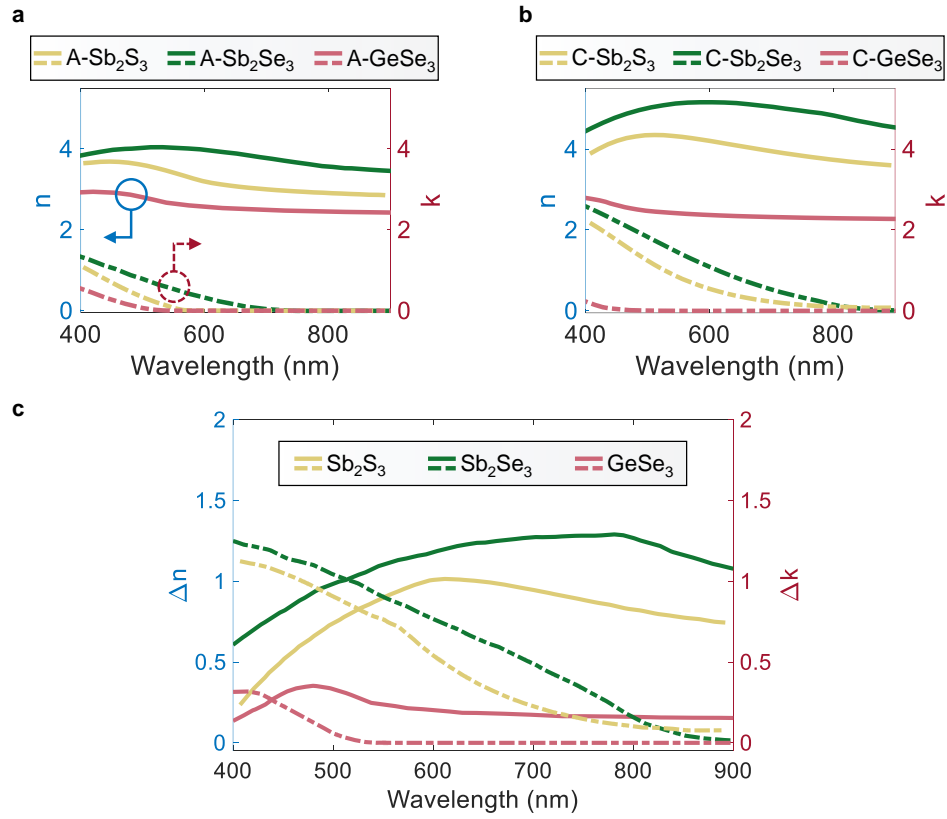 a
A-Sb₂S₃ A-Sb₂Se₃ A-GeSe₃
n
4
2
0
400 600 800
Wavelength (nm)
4
2
0
k
b
C-Sb₂S₃ C-Sb₂Se₃ C-GeSe₃
n
4
2
0
400 600 800
Wavelength (nm)
4
2
0
k
c
Sb₂S₃ Sb₂Se₃ GeSe₃
Δn
2
1.5
1
0.5
0
400 500 600 700 800 900
Wavelength (nm)
2
1.5
1
0.5
0
Δk